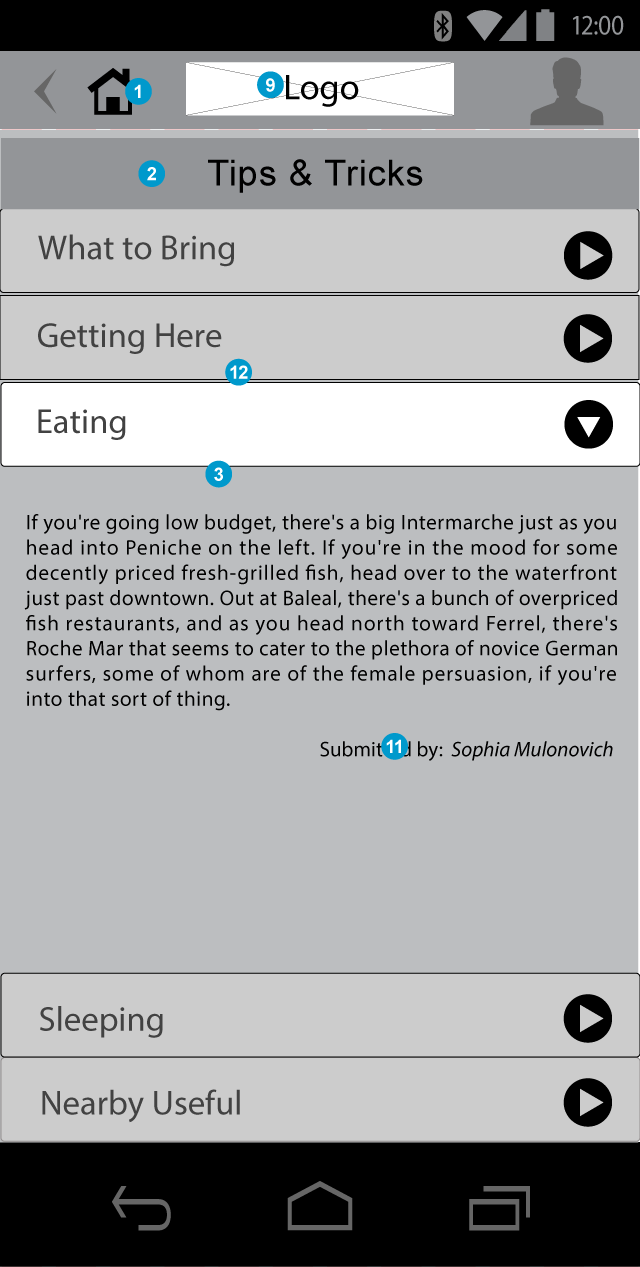 12:00
1
9 Logo
2 Tips & Tricks
What to Bring
Getting Here
12
Eating
3
If you're going low budget, there's a big Intermarche just as you
head into Peniche on the left. If you're in the mood for some
decently priced fresh-grilled fish, head over to the waterfront
just past downtown. Out at Baleal, there's a bunch of overpriced
fish restaurants, and as you head north toward Ferrel, there's
Roche Mar that seems to cater to the plethora of novice German
surfers, some of whom are of the female persuasion, if you're
into that sort of thing.
Submitted by: Sophia Mulonovich
11
Sleeping
Nearby Useful